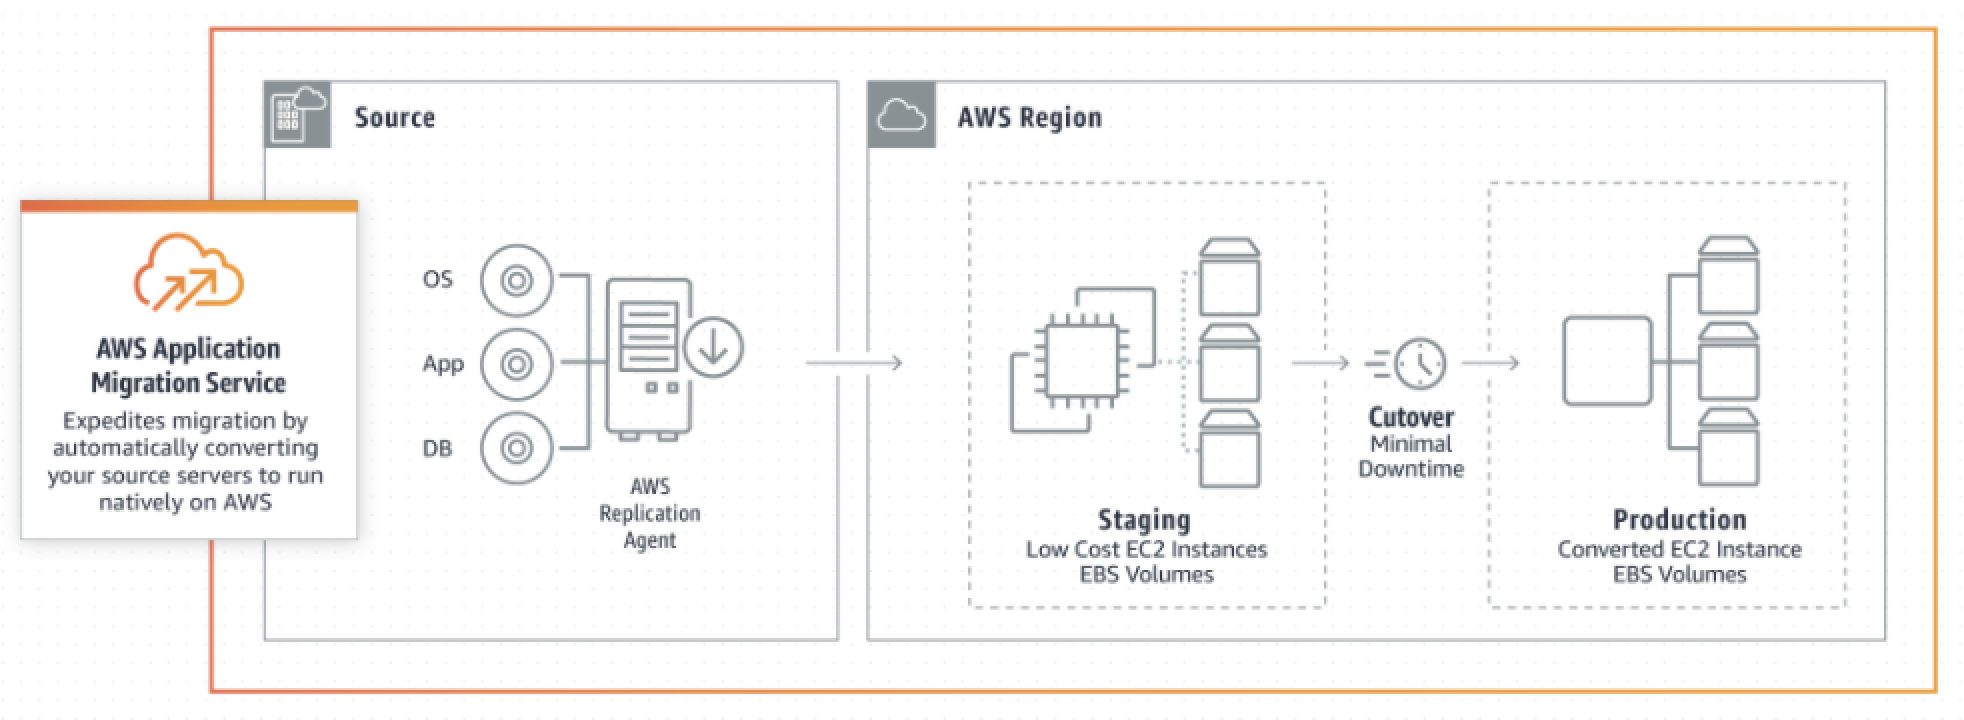 Source
AWS Region
AWS Application
Migration Service
Expedites migration by
automatically converting
your source servers to run
natively on AWS
OS
App
DB
AWS
Replication
Agent
Staging
Low Cost EC2 Instances
EBS Volumes
Cutover
Minimal
Downtime
Production
Converted EC2 Instance
EBS Volumes